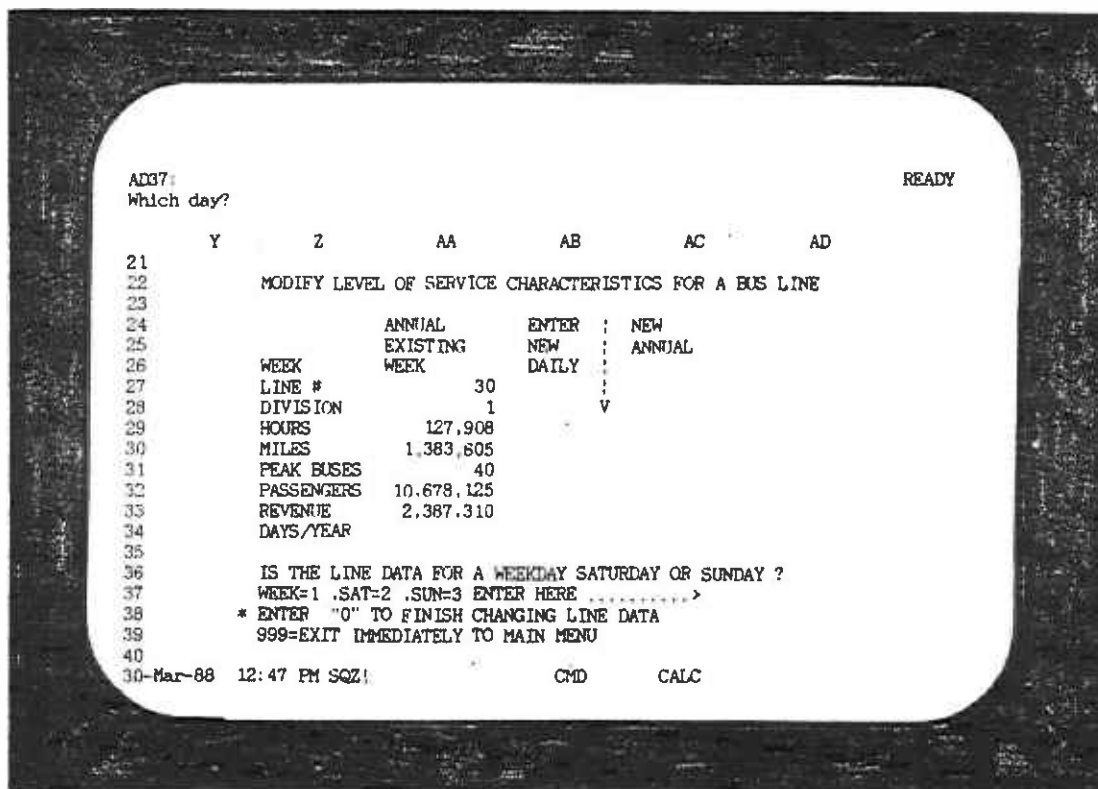 AD37: READY
Which day?
Y Z AA AB AC AD
21
22 MODIFY LEVEL OF SERVICE CHARACTERISTICS FOR A BUS LINE
23
24 ANNUAL ENTER ¦ NEW
25 EXISTING NEW ¦ ANNUAL
26 WEEK WEEK DAILY ¦
27 LINE # 30 ¦
28 DIVISION 1 V
29 HOURS 127,908
30 MILES 1,383,605
31 PEAK BUSES 40
32 PASSENGERS 10,678,125
33 REVENUE 2,387,310
34 DAYS/YEAR
35
36 IS THE LINE DATA FOR A WEEKDAY SATURDAY OR SUNDAY ?
37 WEEK=1 .SAT=2 .SUN=3 ENTER HERE ..........>
38 * ENTER "0" TO FINISH CHANGING LINE DATA
39 999=EXIT IMMEDIATELY TO MAIN MENU
40
30-Mar-88 12:47 PM SQZ! CMD CALC